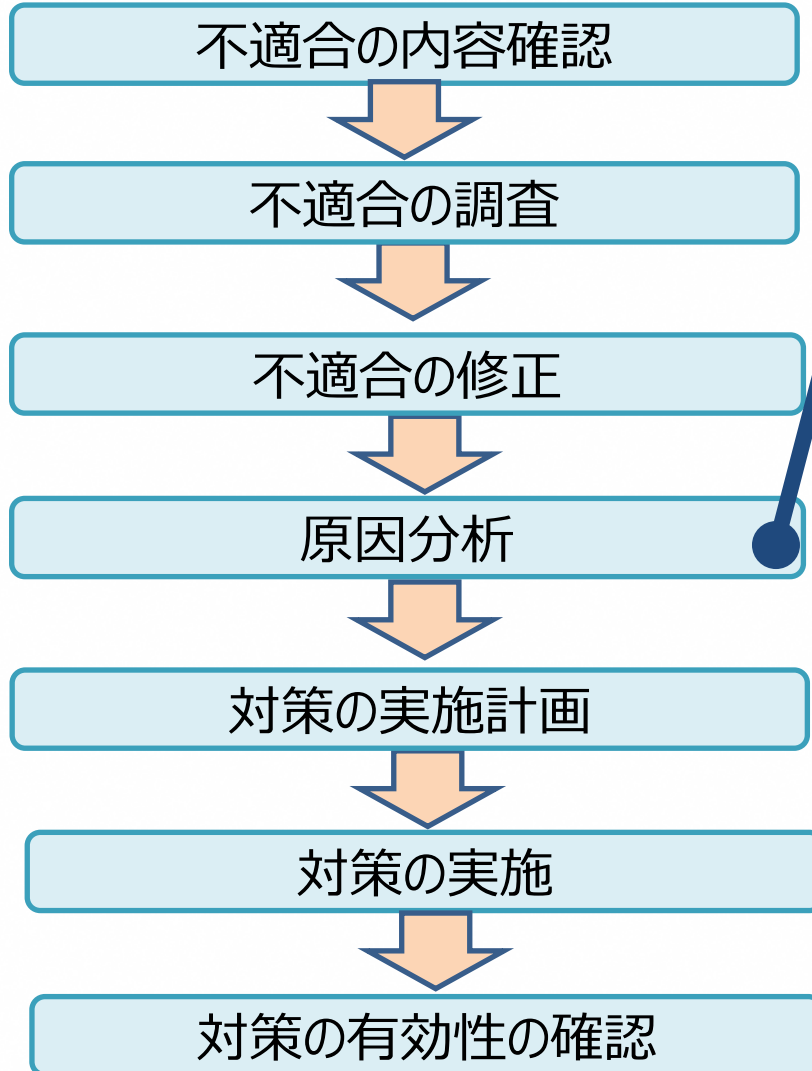 不適合の内容確認
不適合の調査
不適合の修正
原因分析
対策の実施計画
対策の実施
対策の有効性の確認